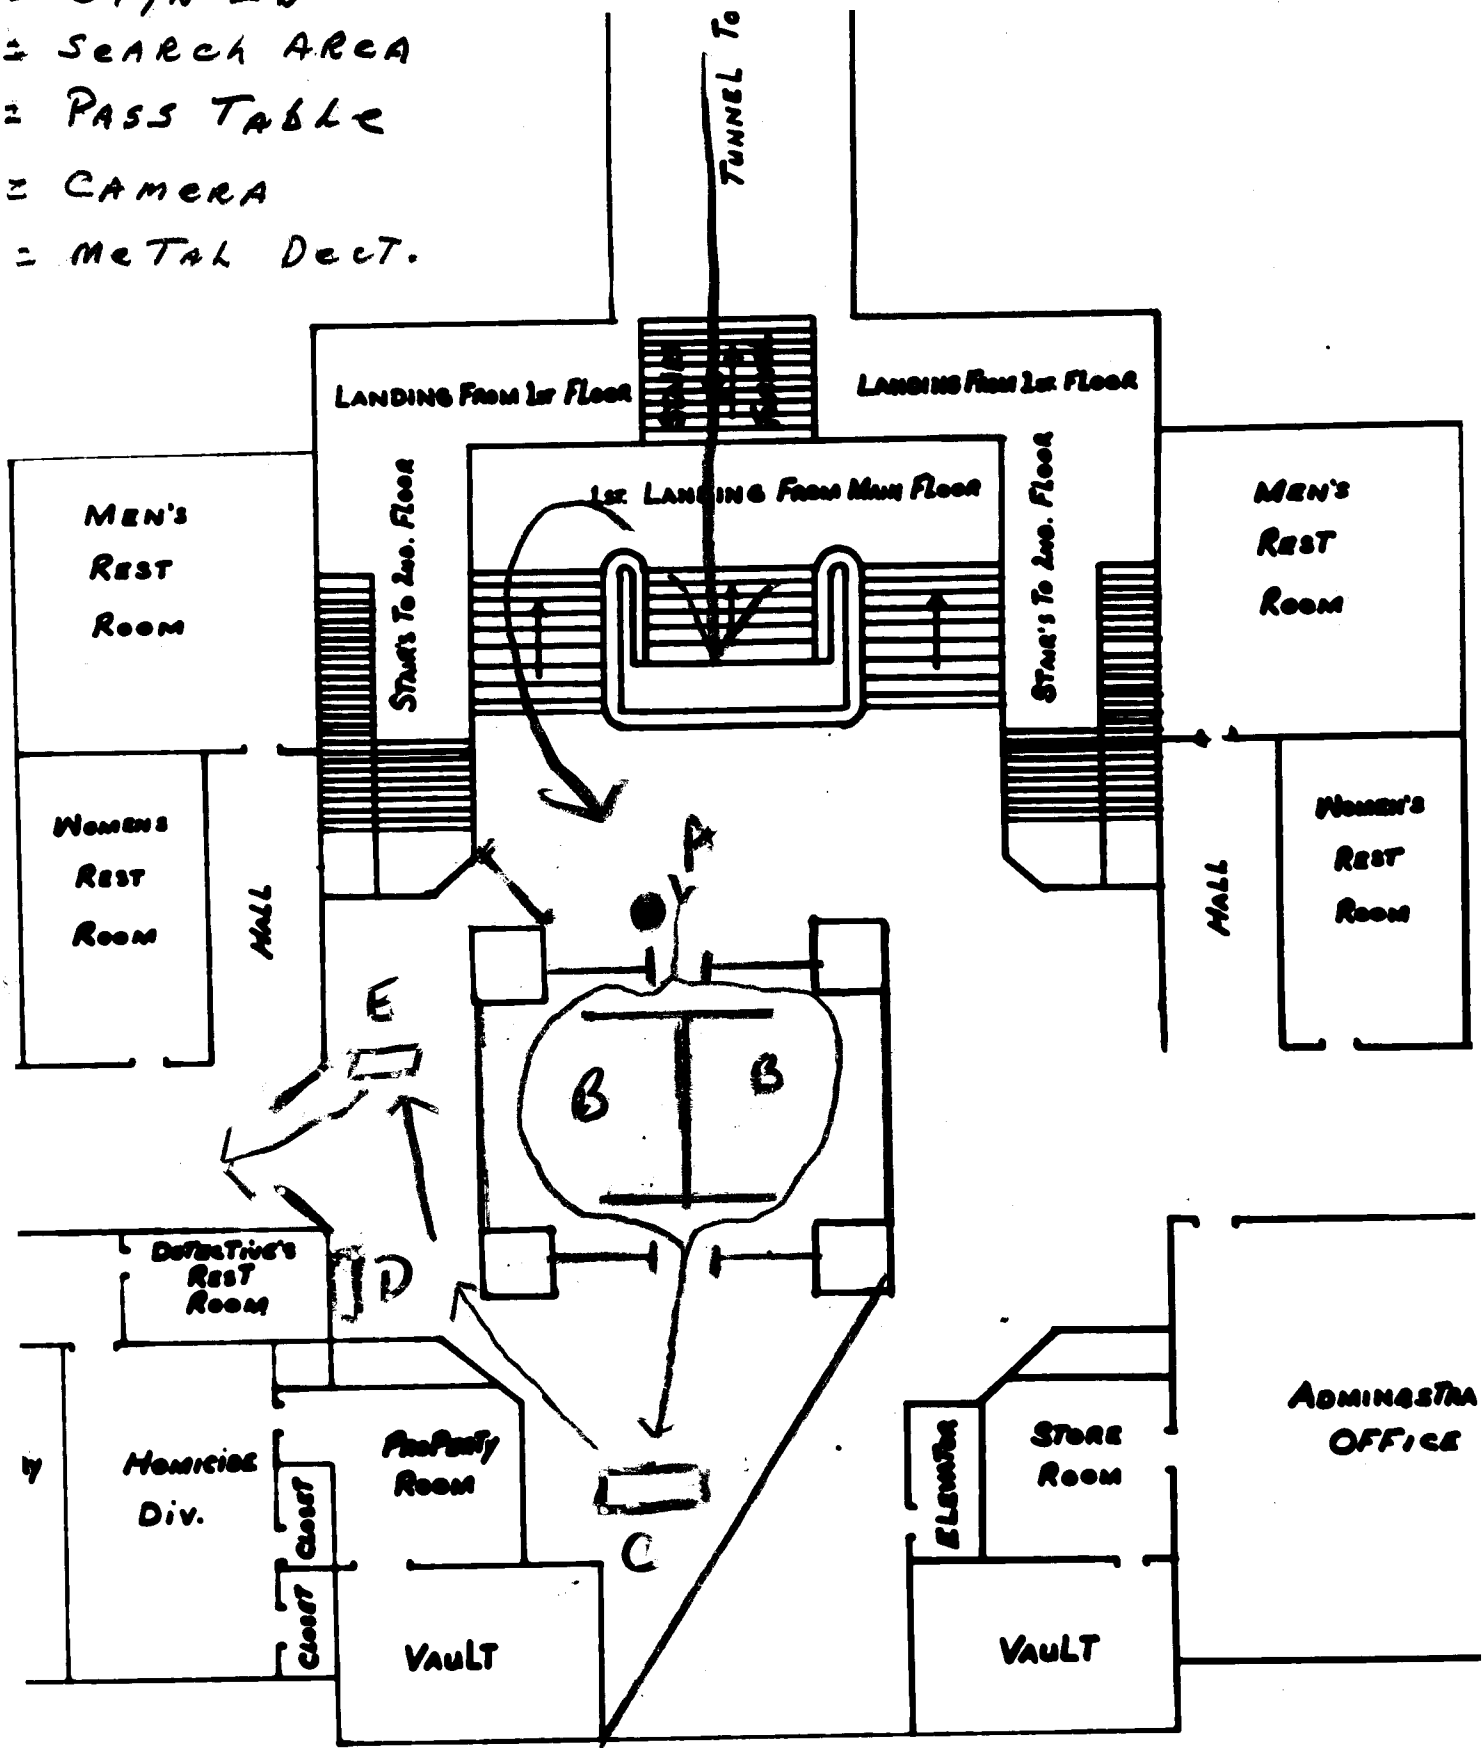 = SEARCH AREA
= PASS TABLE
= CAMERA
= METAL DECT.
TUNNEL TO
LANDING FROM 1ST FLOOR
LANDING FROM 1ST FLOOR
1ST. LANDING FROM MAIN FLOOR
STAIR'S TO 2ND. FLOOR
STAIR'S TO 2ND. FLOOR
MEN'S
REST
ROOM
MEN'S
REST
ROOM
WOMENS
REST
ROOM
HALL
HALL
WOMEN'S
REST
ROOM
A
E
B
B
DETECTIVE'S
REST
ROOM
D
HOMICIDE
DIV.
CLOSET
CLOSET
PROPERTY
ROOM
C
ELEVATOR
STORE
ROOM
ADMINISTRA
OFFICE
VAULT
VAULT